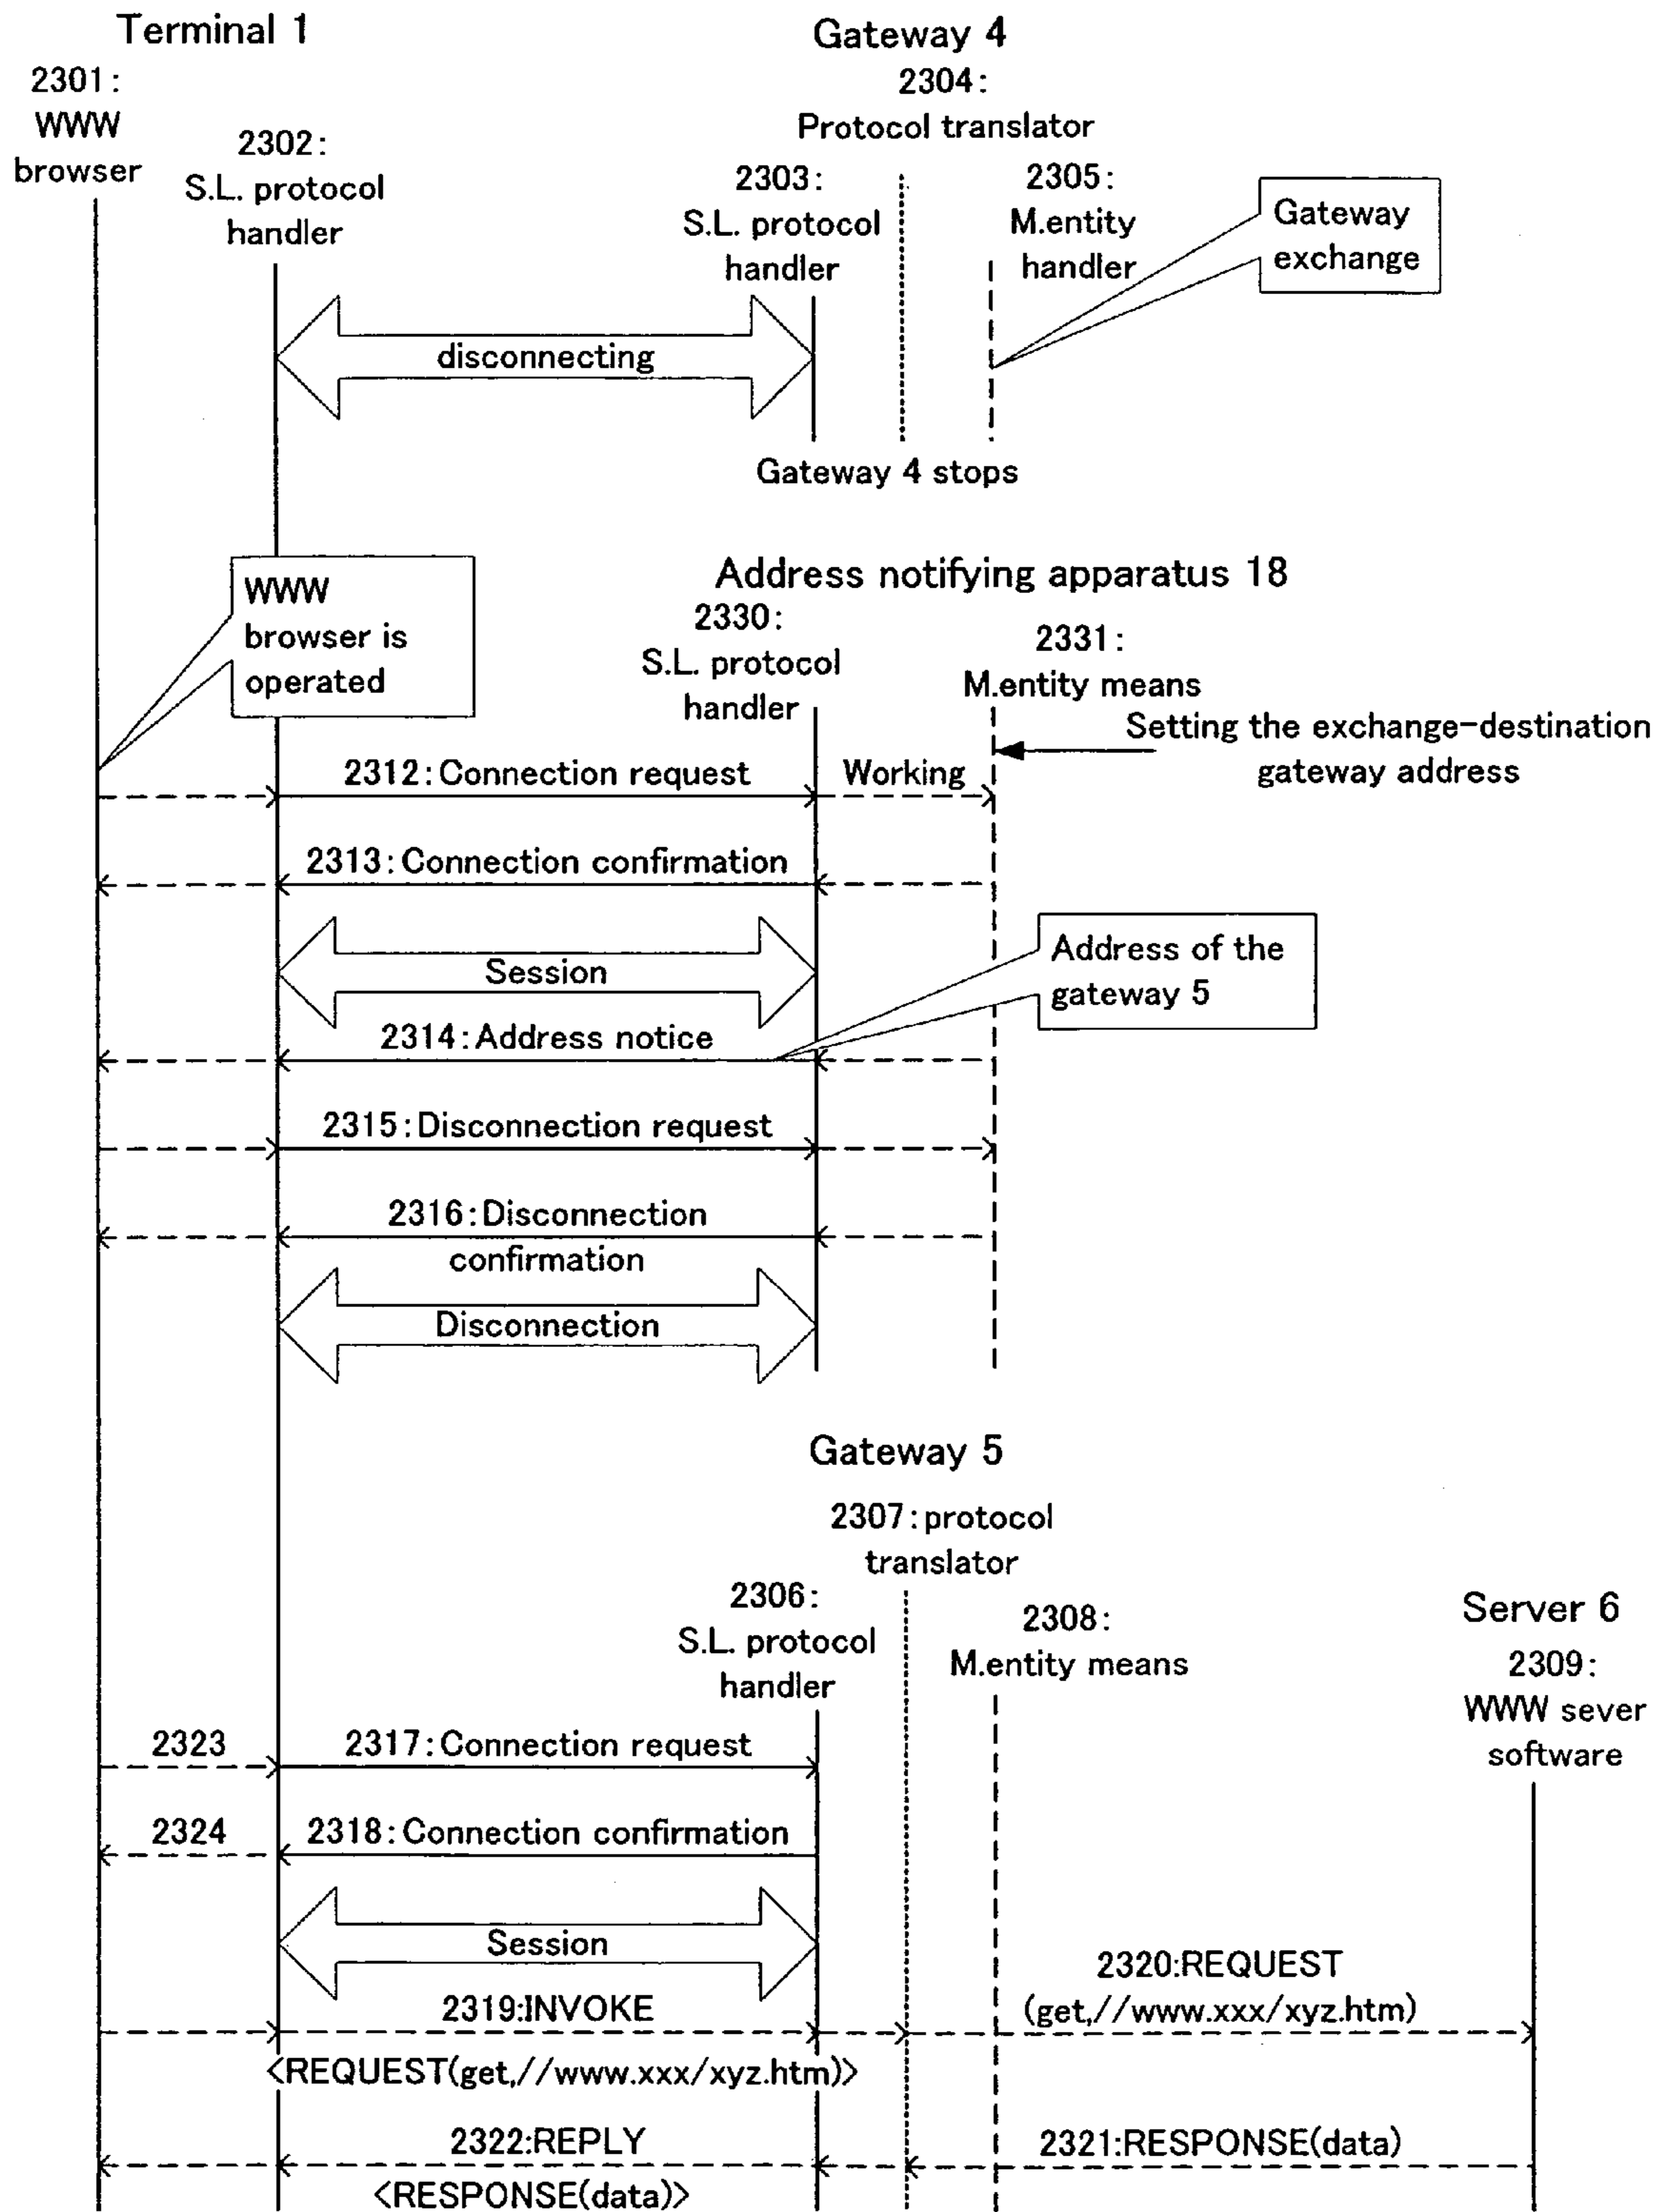 Terminal 1
2301:
WWW
browser
2302:
S.L. protocol
handler
Gateway 4
2304:
Protocol translator
2303:
S.L. protocol
handler
2305:
M.entity
handler
Gateway
exchange
disconnecting
Gateway 4 stops
WWW
browser is
operated
Address notifying apparatus 18
2330:
S.L. protocol
handler
2331:
M.entity means
Setting the exchange-destination
gateway address
2312:Connection request
Working
2313:Connection confirmation
Session
Address of the
gateway 5
2314:Address notice
2315:Disconnection request
2316:Disconnection
confirmation
Disconnection
Gateway 5
2307:protocol
translator
2306:
S.L. protocol
handler
2308:
M.entity means
Server 6
2309:
WWW sever
software
2323
2317:Connection request
2324
2318:Connection confirmation
Session
2319:INVOKE
<REQUEST(get,//www.xxx/xyz.htm)>
2320:REQUEST
(get,//www.xxx/xyz.htm)
2322:REPLY
<RESPONSE(data)>
2321:RESPONSE(data)